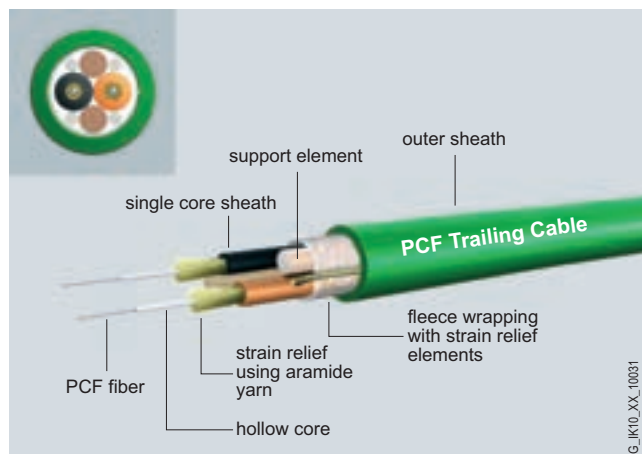 outer sheath
support element
single core sheath
PCF Trailing Cable
fleece wrapping
with strain relief
elements
strain relief
using aramide
yarn
PCF fiber
hollow core
G_IK10_XX_10031